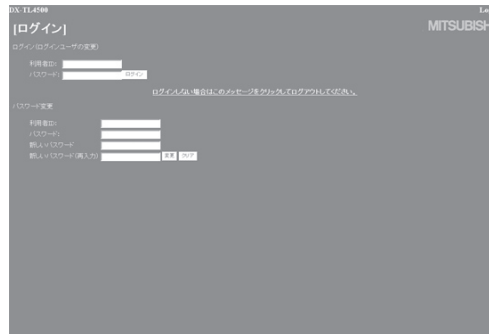 DX-TL4500
[ログイン]
MITSUBISH
ログイン(ログインユーザの変更)
利用者ID:
パスワード:
ログイン
ログインしない場合はこのメッセージをクリックしてログアウトしてください。
パスワード変更
利用者ID:
パスワード:
新しいパスワード
新しいパスワード(再入力)
変更 クリア